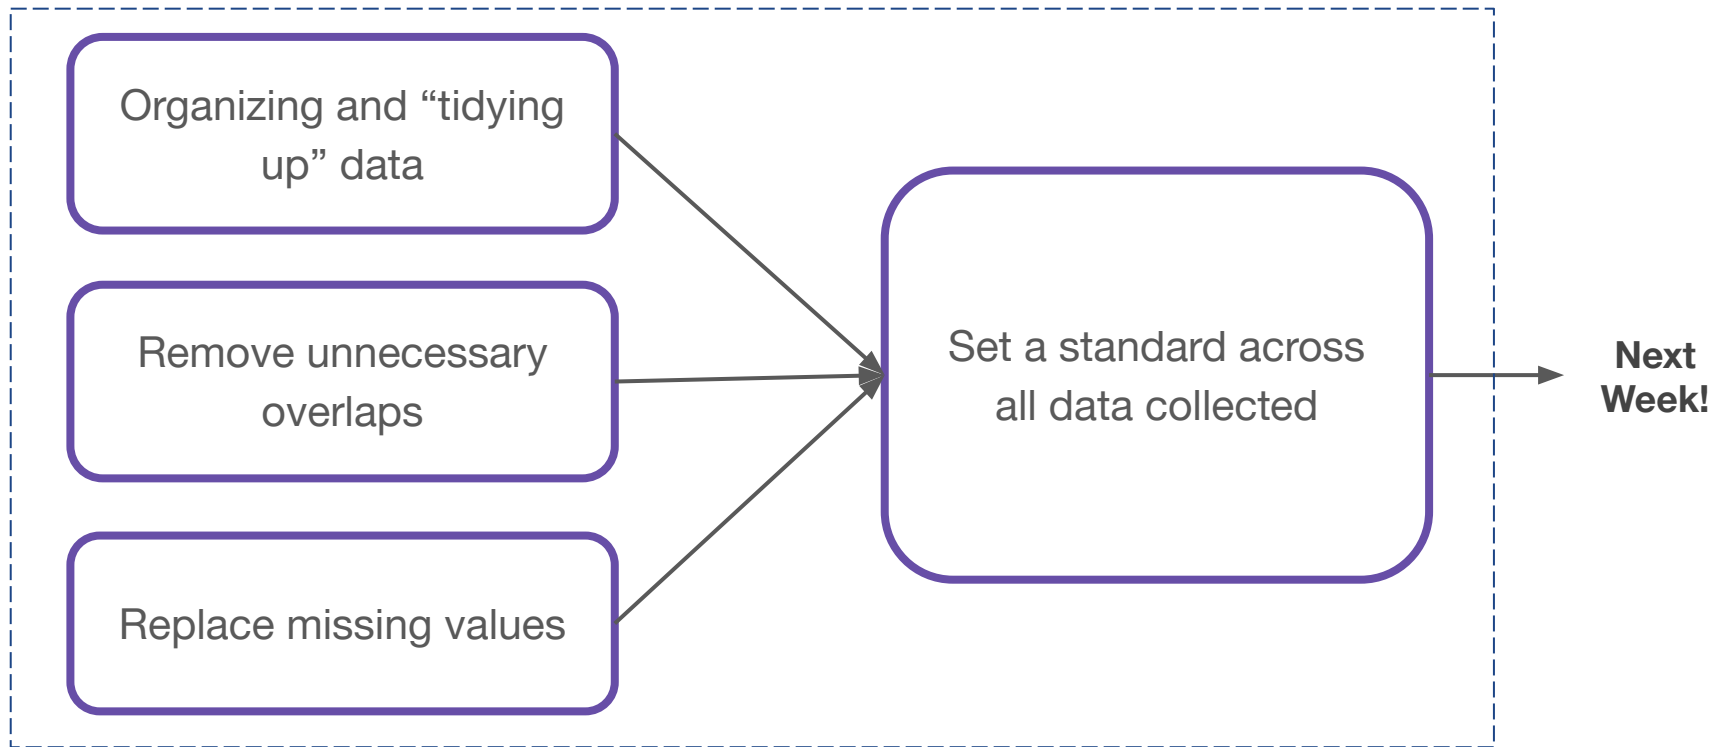 Organizing and “tidying
up” data
Remove unnecessary
overlaps
Replace missing values
Set a standard across
all data collected
Next
Week!